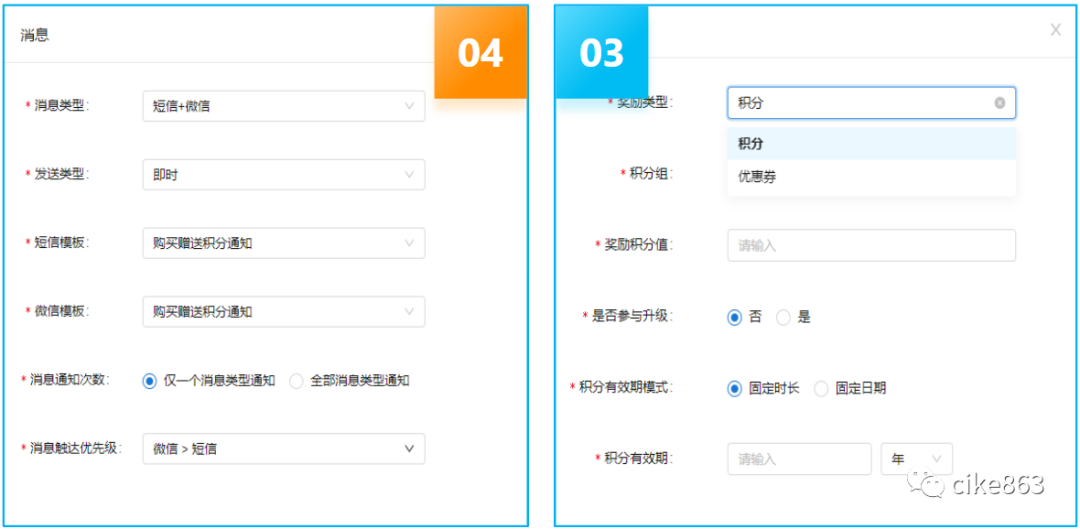 消息
04
* 消息类型:
短信+微信
* 发送类型:
即时
* 短信模板:
购买赠送积分通知
* 微信模板:
购买赠送积分通知
* 消息通知次数:
仅一个消息类型通知
全部消息类型通知
* 消息触达优先级:
微信 > 短信
03
X
* 奖励类型:
积分
积分
优惠券
* 积分组:
* 奖励积分值:
请输入
* 是否参与升级:
否
是
* 积分有效期模式:
固定时长
固定日期
* 积分有效期:
请输入
年
cike863